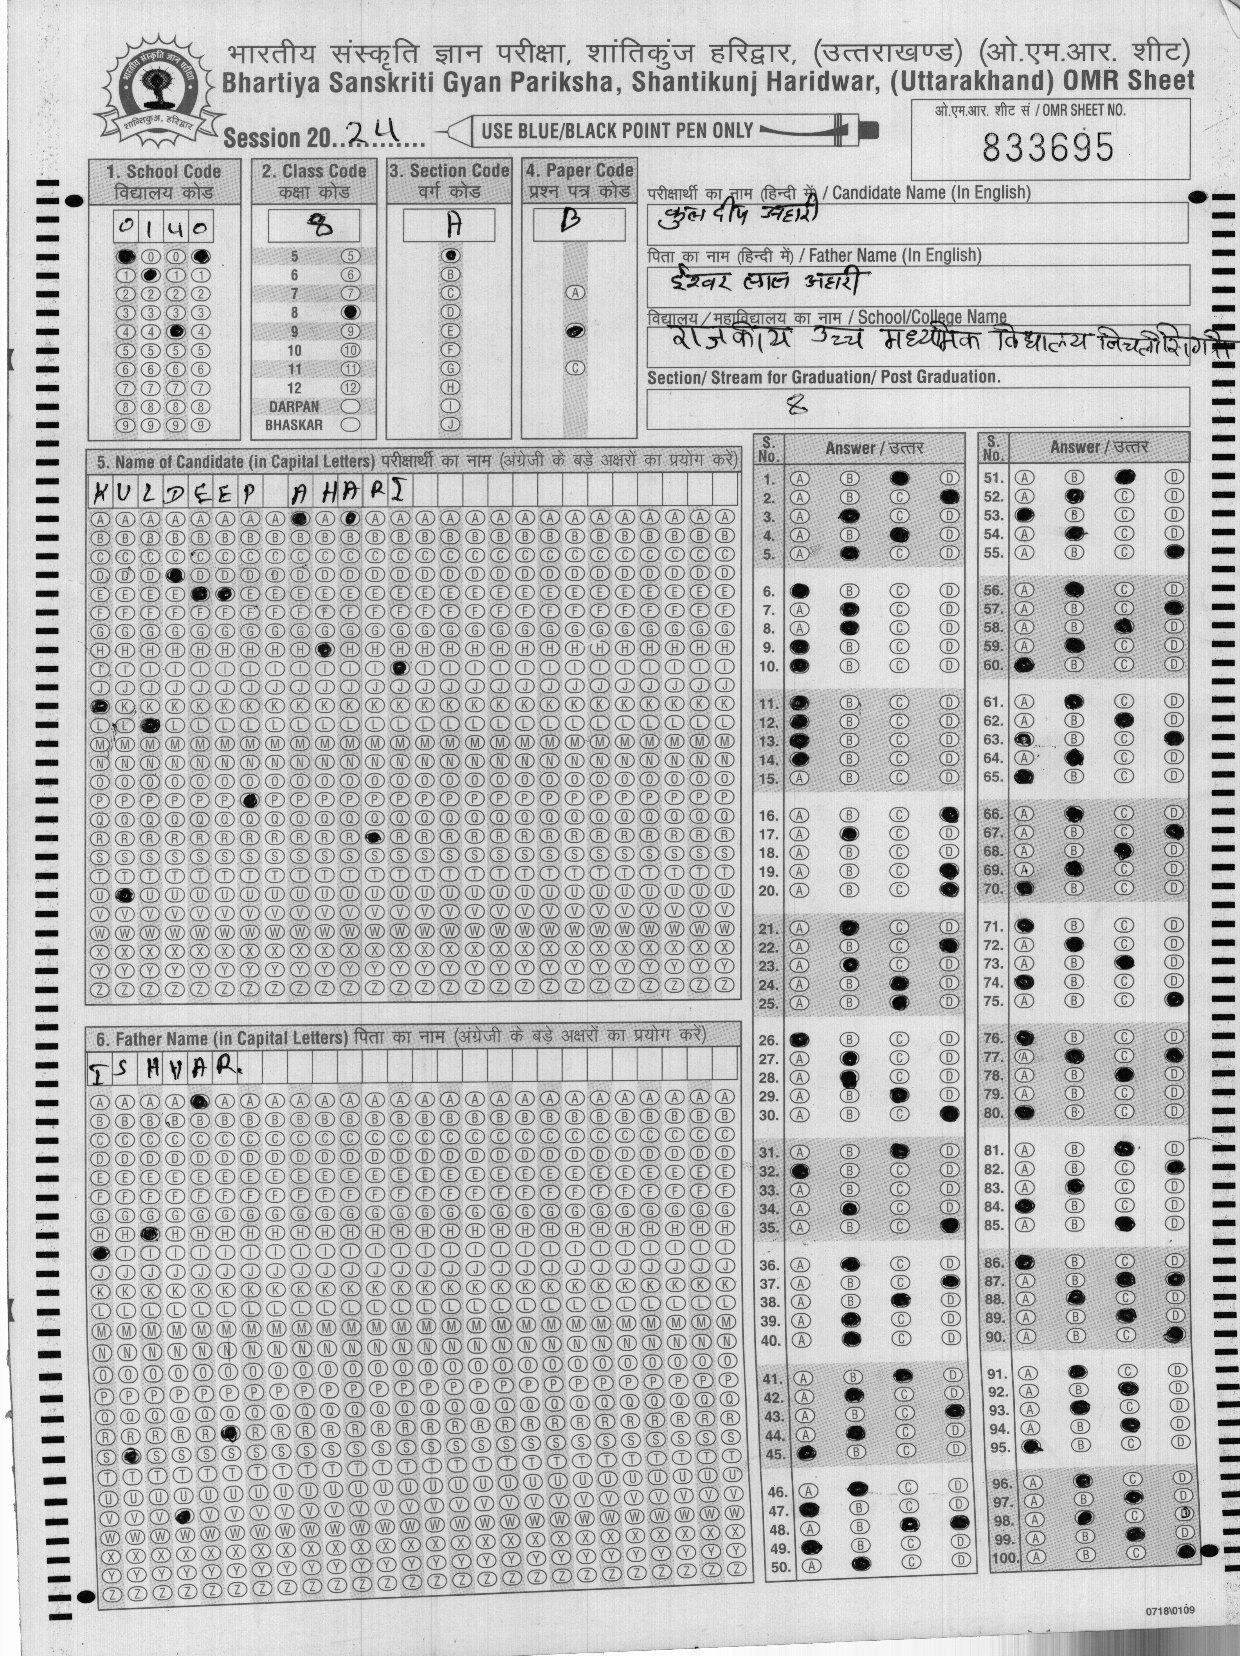 भारतीय संस्कृति ज्ञान परीक्षा, शांतिकुंज हरिद्वार, (उत्तराखण्ड) (ओ.एम.आर. शीट)
Bhartiya Sanskriti Gyan Pariksha, Shantikunj Haridwar, (Uttarakhand) OMR Sheet
Session 20..24..........
USE BLUE/BLACK POINT PEN ONLY
ओ.एम.आर. शीट सं / OMR SHEET NO.
833695
1. School Code
विद्यालय कोड
0140
2. Class Code
कक्षा कोड
8
5
6
7
8
9
10
11
12
DARPAN
BHASKAR
3. Section Code
वर्ग कोड
A
4. Paper Code
प्रश्न पत्र कोड
B
परीक्षार्थी का नाम (हिन्दी में) / Candidate Name (In English)
कुलदीप अहारी
पिता का नाम (हिन्दी में) / Father Name (In English)
ईश्वर लाल अहारी
विद्यालय / महाविद्यालय का नाम / School/College Name
राजकीय उच्च माध्यमिक विद्यालय
Section/ Stream for Graduation/ Post Graduation.
8
5. Name of Candidate (in Capital Letters) परीक्षार्थी का नाम (अंग्रेजी के बड़े अक्षरों का प्रयोग करें)
KULDEEP AHARI
6. Father Name (in Capital Letters) पिता का नाम (अंग्रेजी के बड़े अक्षरों का प्रयोग करें)
ISHVAR.
S. No. Answer / उत्तर
S. No. Answer / उत्तर
0718\0109